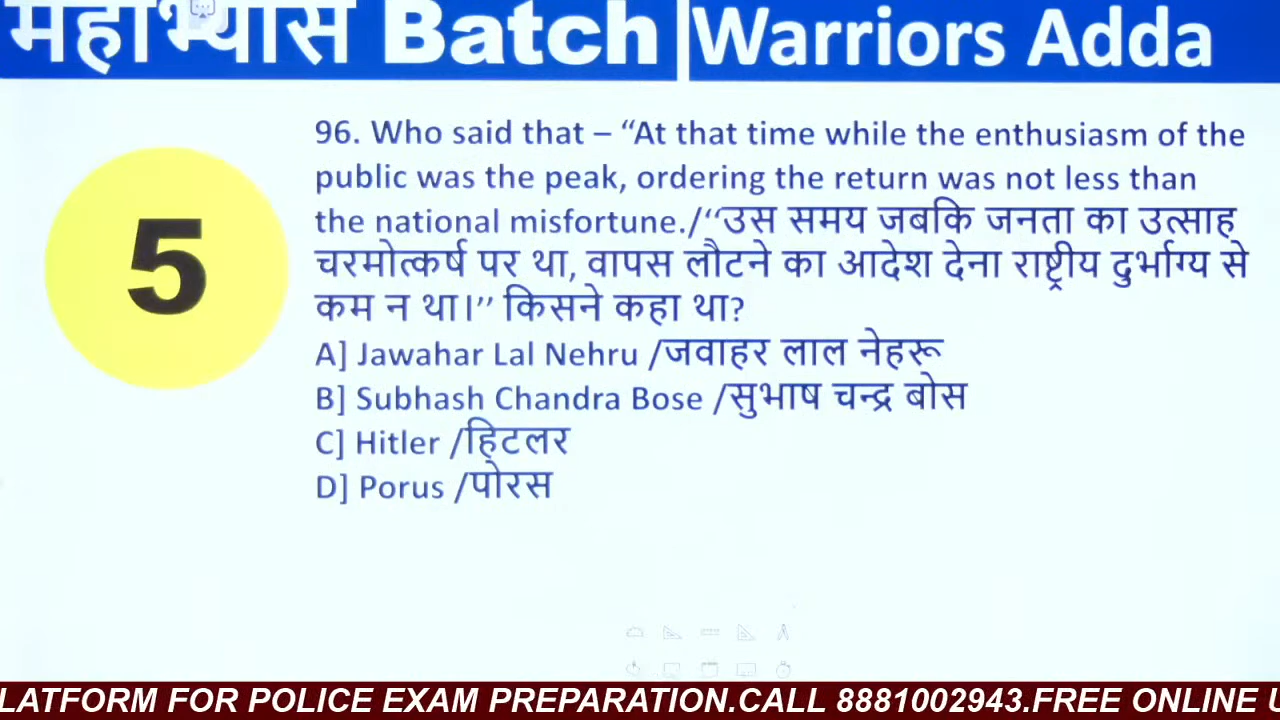 महाभ्यास Batch Warriors Adda
5
96. Who said that – “At that time while the enthusiasm of the
public was the peak, ordering the return was not less than
the national misfortune./‘‘उस समय जबकि जनता का उत्साह
चरमोत्कर्ष पर था, वापस लौटने का आदेश देना राष्ट्रीय दुर्भाग्य से
कम न था।’’ किसने कहा था?
A] Jawahar Lal Nehru /जवाहर लाल नेहरू
B] Subhash Chandra Bose /सुभाष चन्द्र बोस
C] Hitler /हिटलर
D] Porus /पोरस
LATFORM FOR POLICE EXAM PREPARATION.CALL 8881002943.FREE ONLINE U